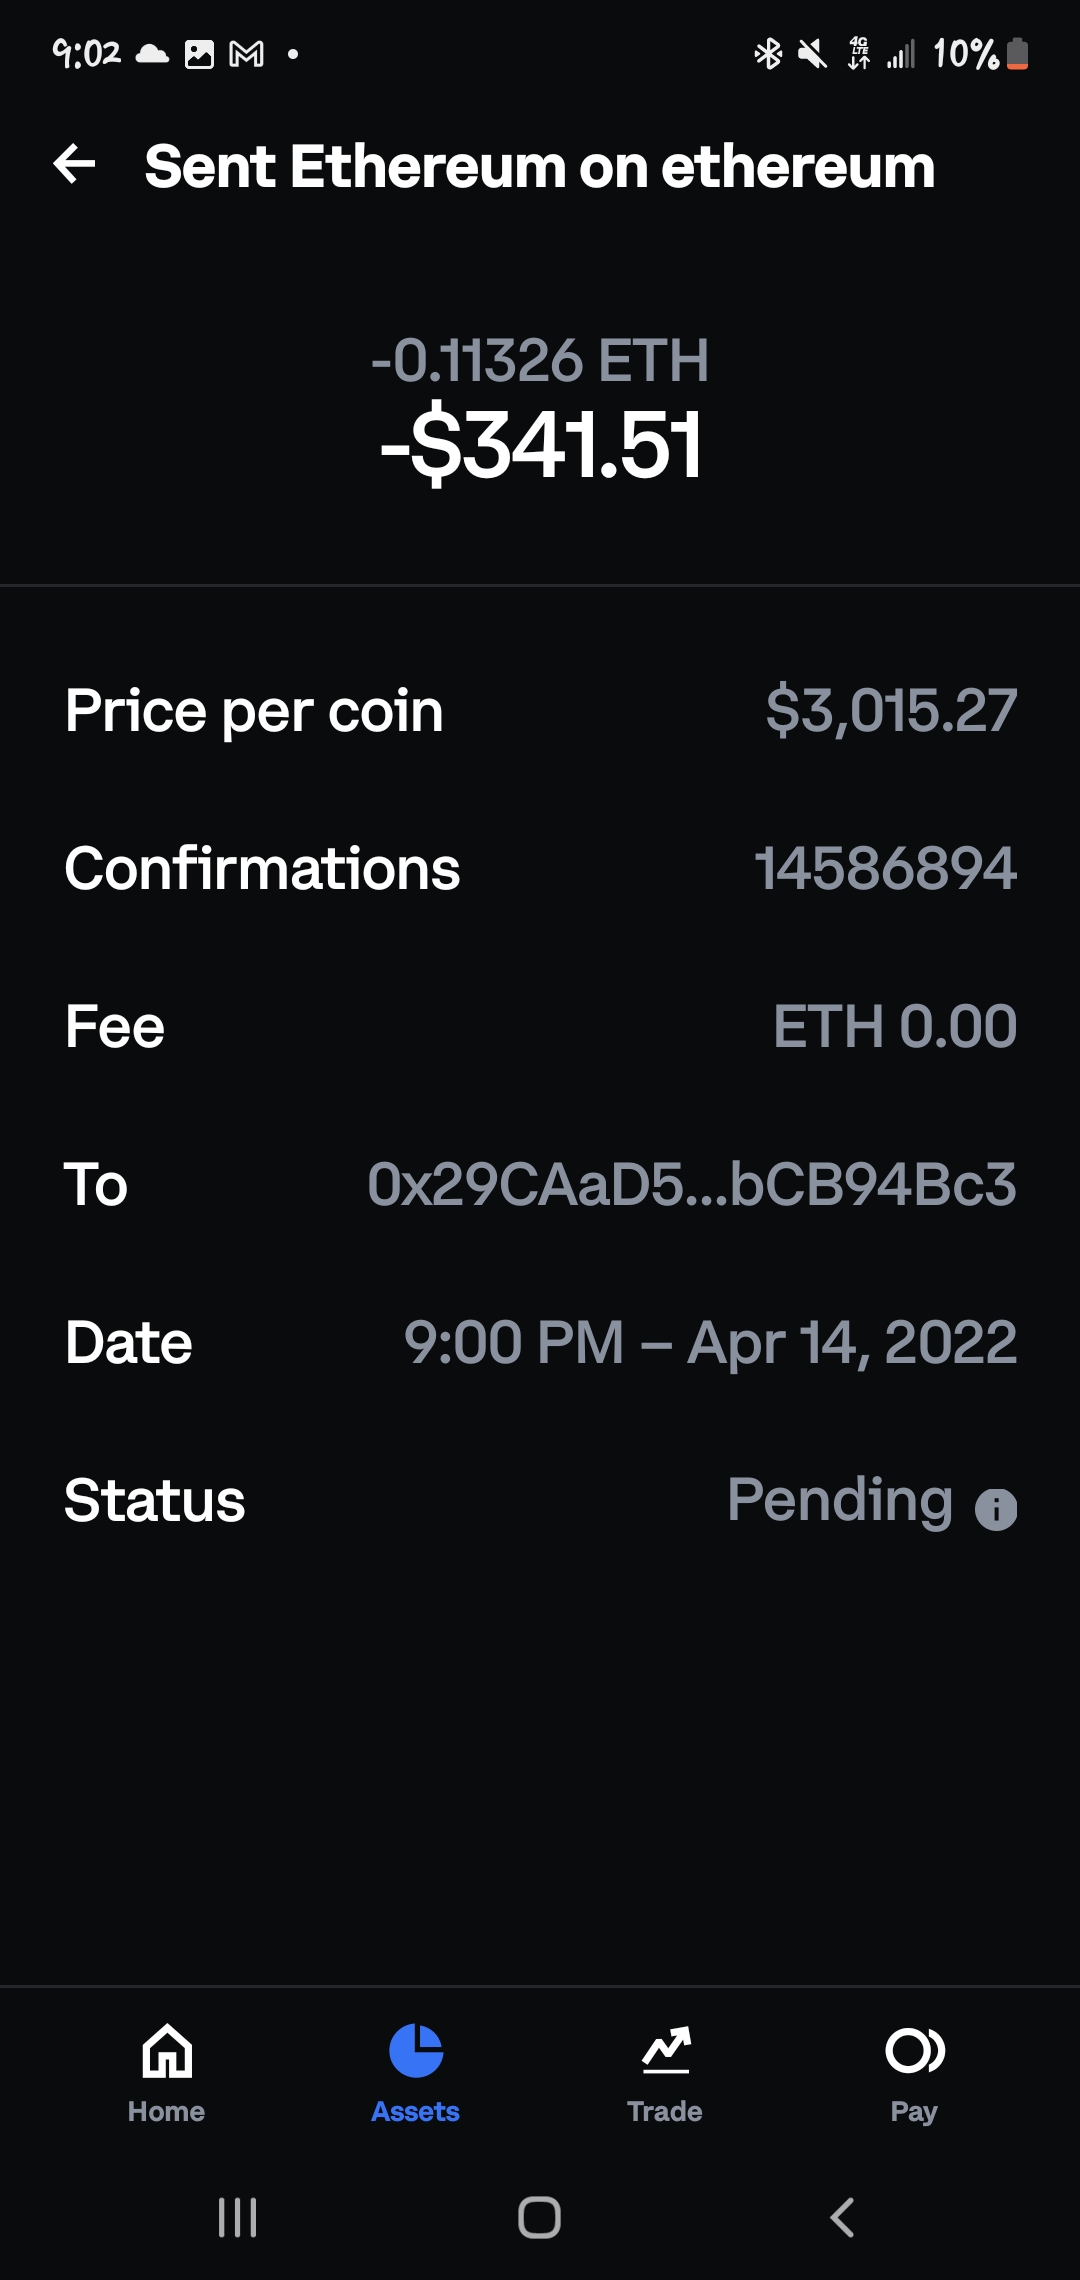 9:02 4G LTE 10%
Sent Ethereum on ethereum
-0.11326 ETH
-$341.51
Price per coin $3,015.27
Confirmations 14586894
Fee ETH 0.00
To 0x29CAaD5...bCB94Bc3
Date 9:00 PM – Apr 14, 2022
Status Pending
Home Assets Trade Pay